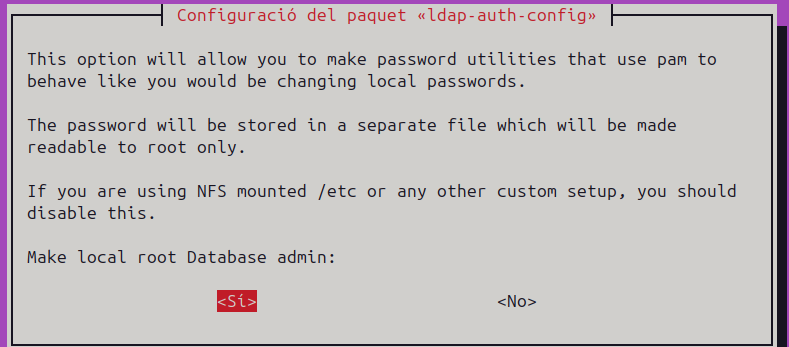 Configuració del paquet «ldap-auth-config»
This option will allow you to make password utilities that use pam to
behave like you would be changing local passwords.
The password will be stored in a separate file which will be made
readable to root only.
If you are using NFS mounted /etc or any other custom setup, you should
disable this.
Make local root Database admin:
<Sí> <No>